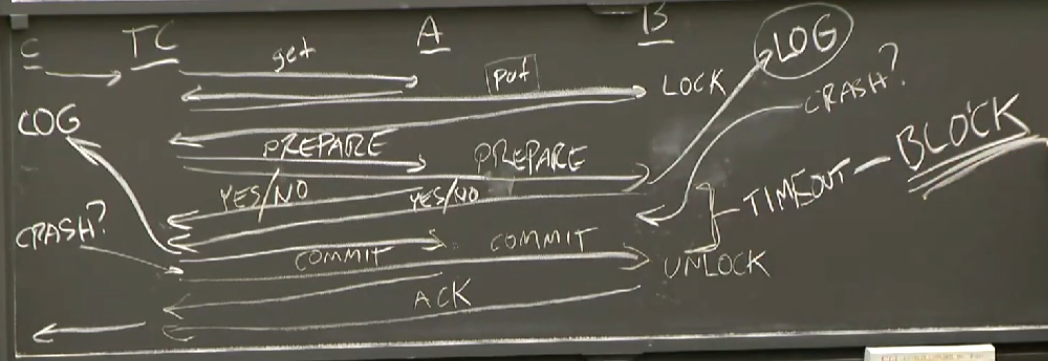 C TC A B
get
put
LOCK
LOG
CRASH?
LOG
PREPARE
PREPARE
BLOCK
YES/NO
YES/NO
TIMEOUT
CRASH?
COMMIT
COMMIT
UNLOCK
ACK